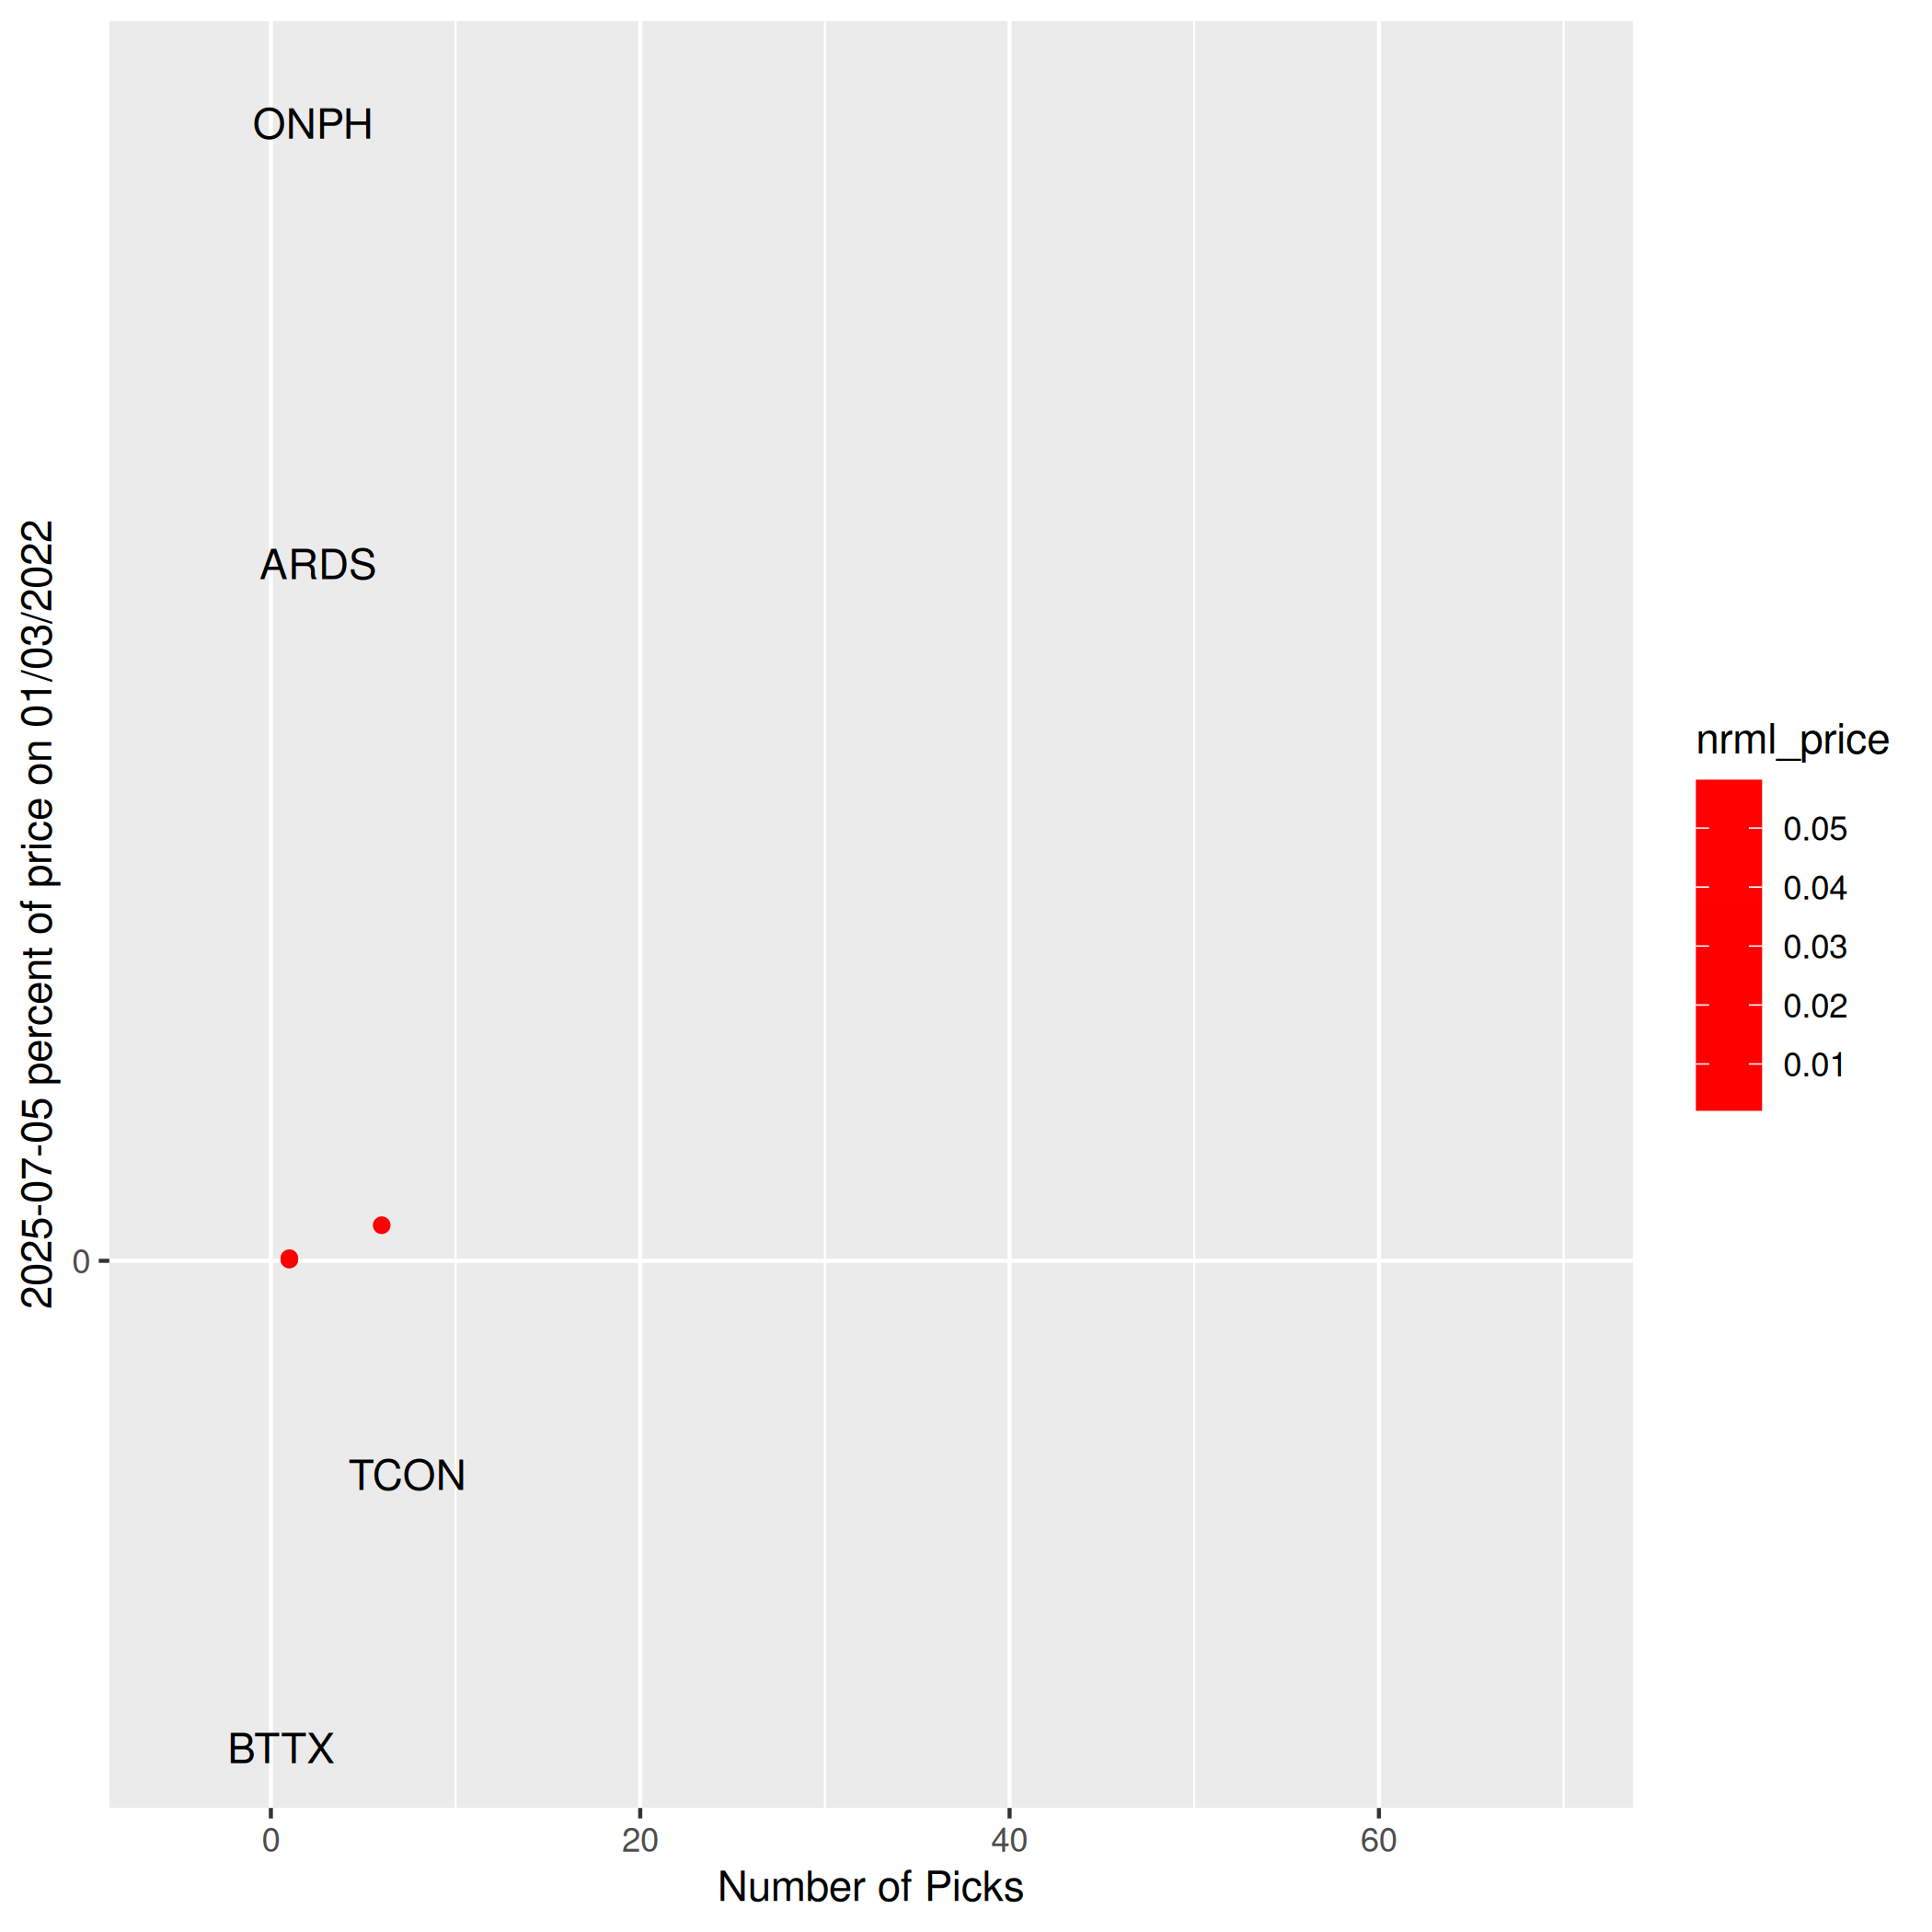 ONPH
ARDS
TCON
BTTX
2025-07-05 percent of price on 01/03/2022
0
0
20
40
60
Number of Picks
nrml_price
0.05
0.04
0.03
0.02
0.01